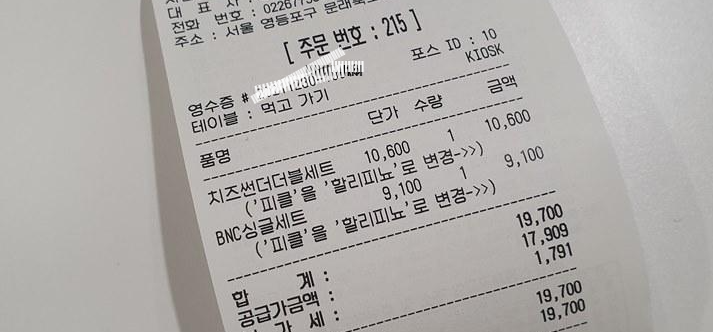 대 표 자 :
전화 번호 : 0226775
주소 : 서울 영등포구 문래북
[ 주문 번호 : 215 ]
포스 ID : 10
KIOSK
영수증 #
테이블 : 먹고 가기
품명 단가 수량 금액
치즈썬더더블세트 10,600 1 10,600
('피클'을 '할리피뇨'로 변경->>)
BNC싱글세트 9,100 1 9,100
('피클'을 '할리피뇨'로 변경->>)
합 계 : 19,700
공급가금액 : 17,909
가 세 : 1,791
19,700
19,700